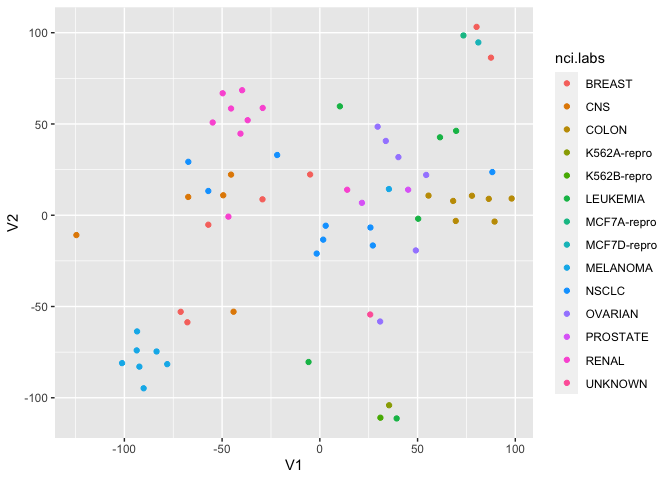 100
50
0
-50
-100
V2
-100
-50
0
50
100
V1
nci.labs
BREAST
CNS
COLON
K562A-repro
K562B-repro
LEUKEMIA
MCF7A-repro
MCF7D-repro
MELANOMA
NSCLC
OVARIAN
PROSTATE
RENAL
UNKNOWN